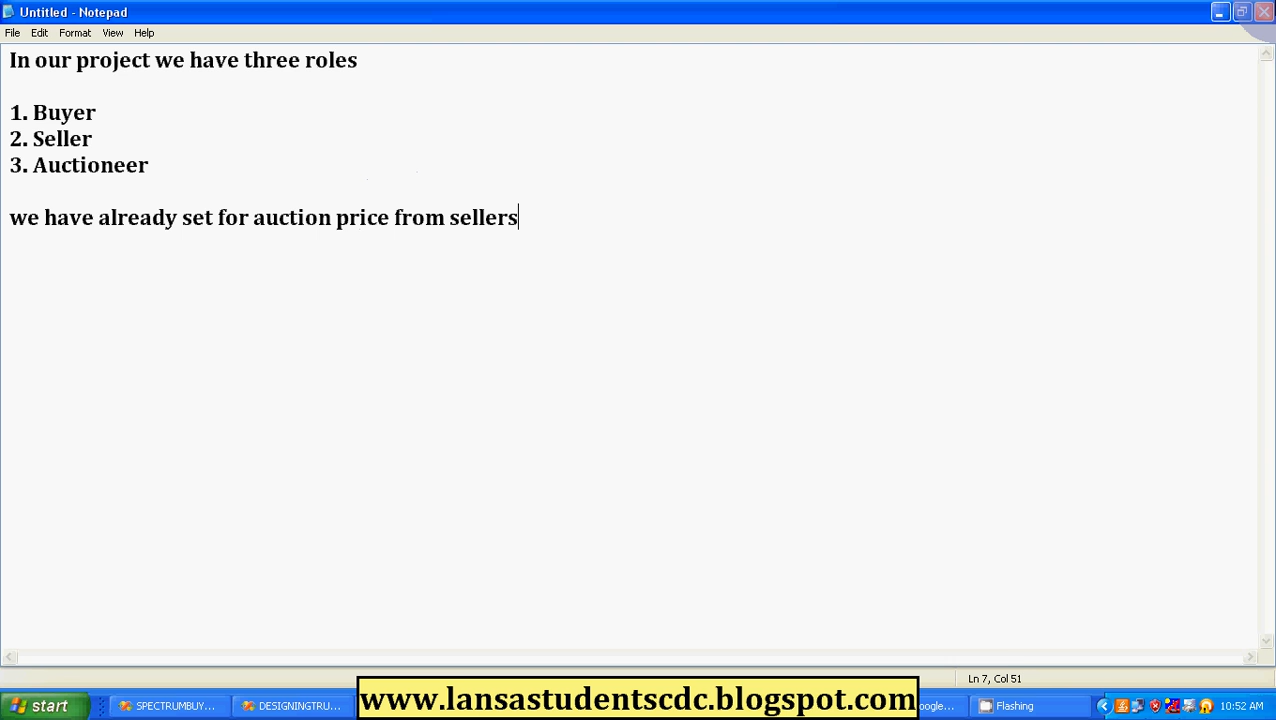 Untitled - Notepad
File Edit Format View Help
In our project we have three roles
1. Buyer
2. Seller
3. Auctioneer
we have already set for auction price from sellers
Ln 7, Col 51
start SPECTRUMBUY... DESIGNINGTRU... www.lansastudentscdc.blogspot.com oogle... Flashing 10:52 AM